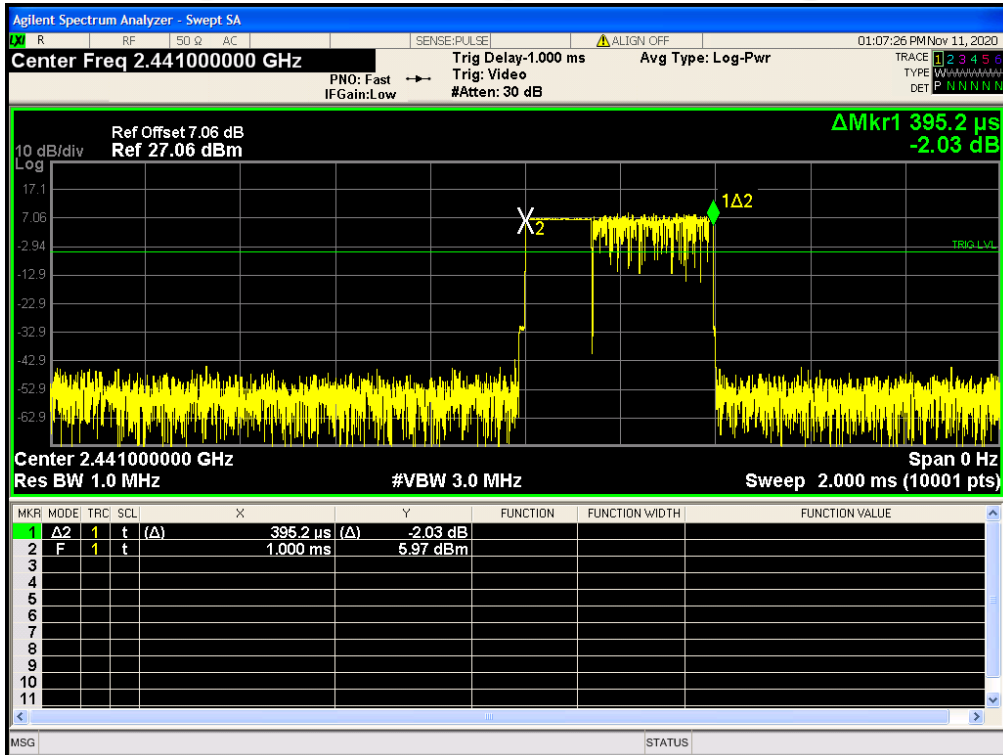 Agilent Spectrum Analyzer - Swept SA
LXI R RF 50 Ω AC SENSE:PULSE ALIGN OFF 01:07:26 PM Nov 11, 2020
Center Freq 2.441000000 GHz
PNO: Fast
IFGain:Low
Trig Delay-1.000 ms
Trig: Video
#Atten: 30 dB
Avg Type: Log-Pwr
TRACE 1 2 3 4 5 6
TYPE WWWWWW
DET P N N N N N
ΔMkr1 395.2 µs
-2.03 dB
Ref Offset 7.06 dB
10 dB/div Ref 27.06 dBm
Log
17.1
7.06
-2.94
-12.9
-22.9
-32.9
-42.9
-52.9
-62.9
2
1Δ2
TRIG LVL
Center 2.441000000 GHz Span 0 Hz
Res BW 1.0 MHz #VBW 3.0 MHz Sweep 2.000 ms (10001 pts)
MKR MODE TRC SCL X Y FUNCTION FUNCTION WIDTH FUNCTION VALUE
1 Δ2 1 t (Δ) 395.2 µs (Δ) -2.03 dB
2 F 1 t 1.000 ms 5.97 dBm
3
4
5
6
7
8
9
10
11
MSG STATUS